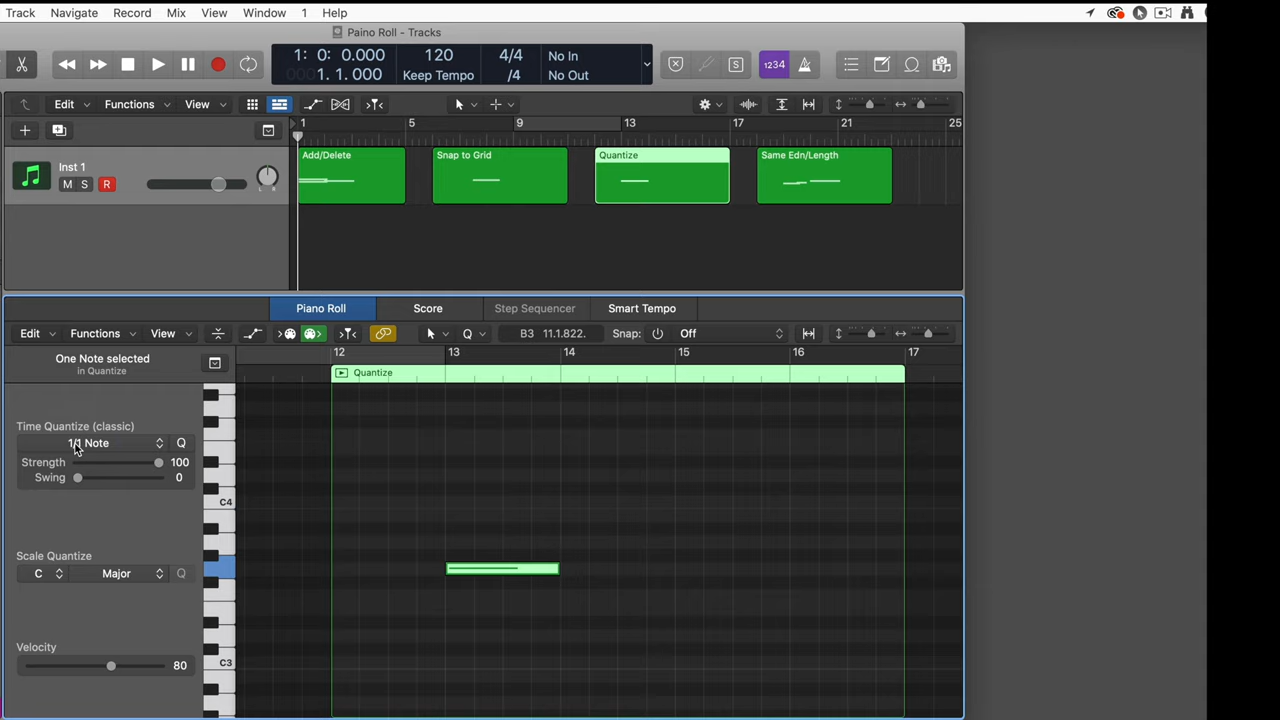 Track Navigate Record Mix View Window 1 Help
Paino Roll - Tracks
1: 0: 0.000 120 4/4 No In
1. 1. 000 Keep Tempo /4 No Out
S 1234
Edit Functions View
1 5 9 13 17 21 25
Inst 1
M S R
L R
Add/Delete Snap to Grid Quantize Same Edn/Length
Piano Roll Score Step Sequencer Smart Tempo
Edit Functions View Q B3 11.1.822. Snap: Off
One Note selected
in Quantize
12 13 14 15 16 17
Quantize
Time Quantize (classic)
1/1 Note Q
Strength 100
Swing 0
C4
Scale Quantize
C Major Q
Velocity
80
C3